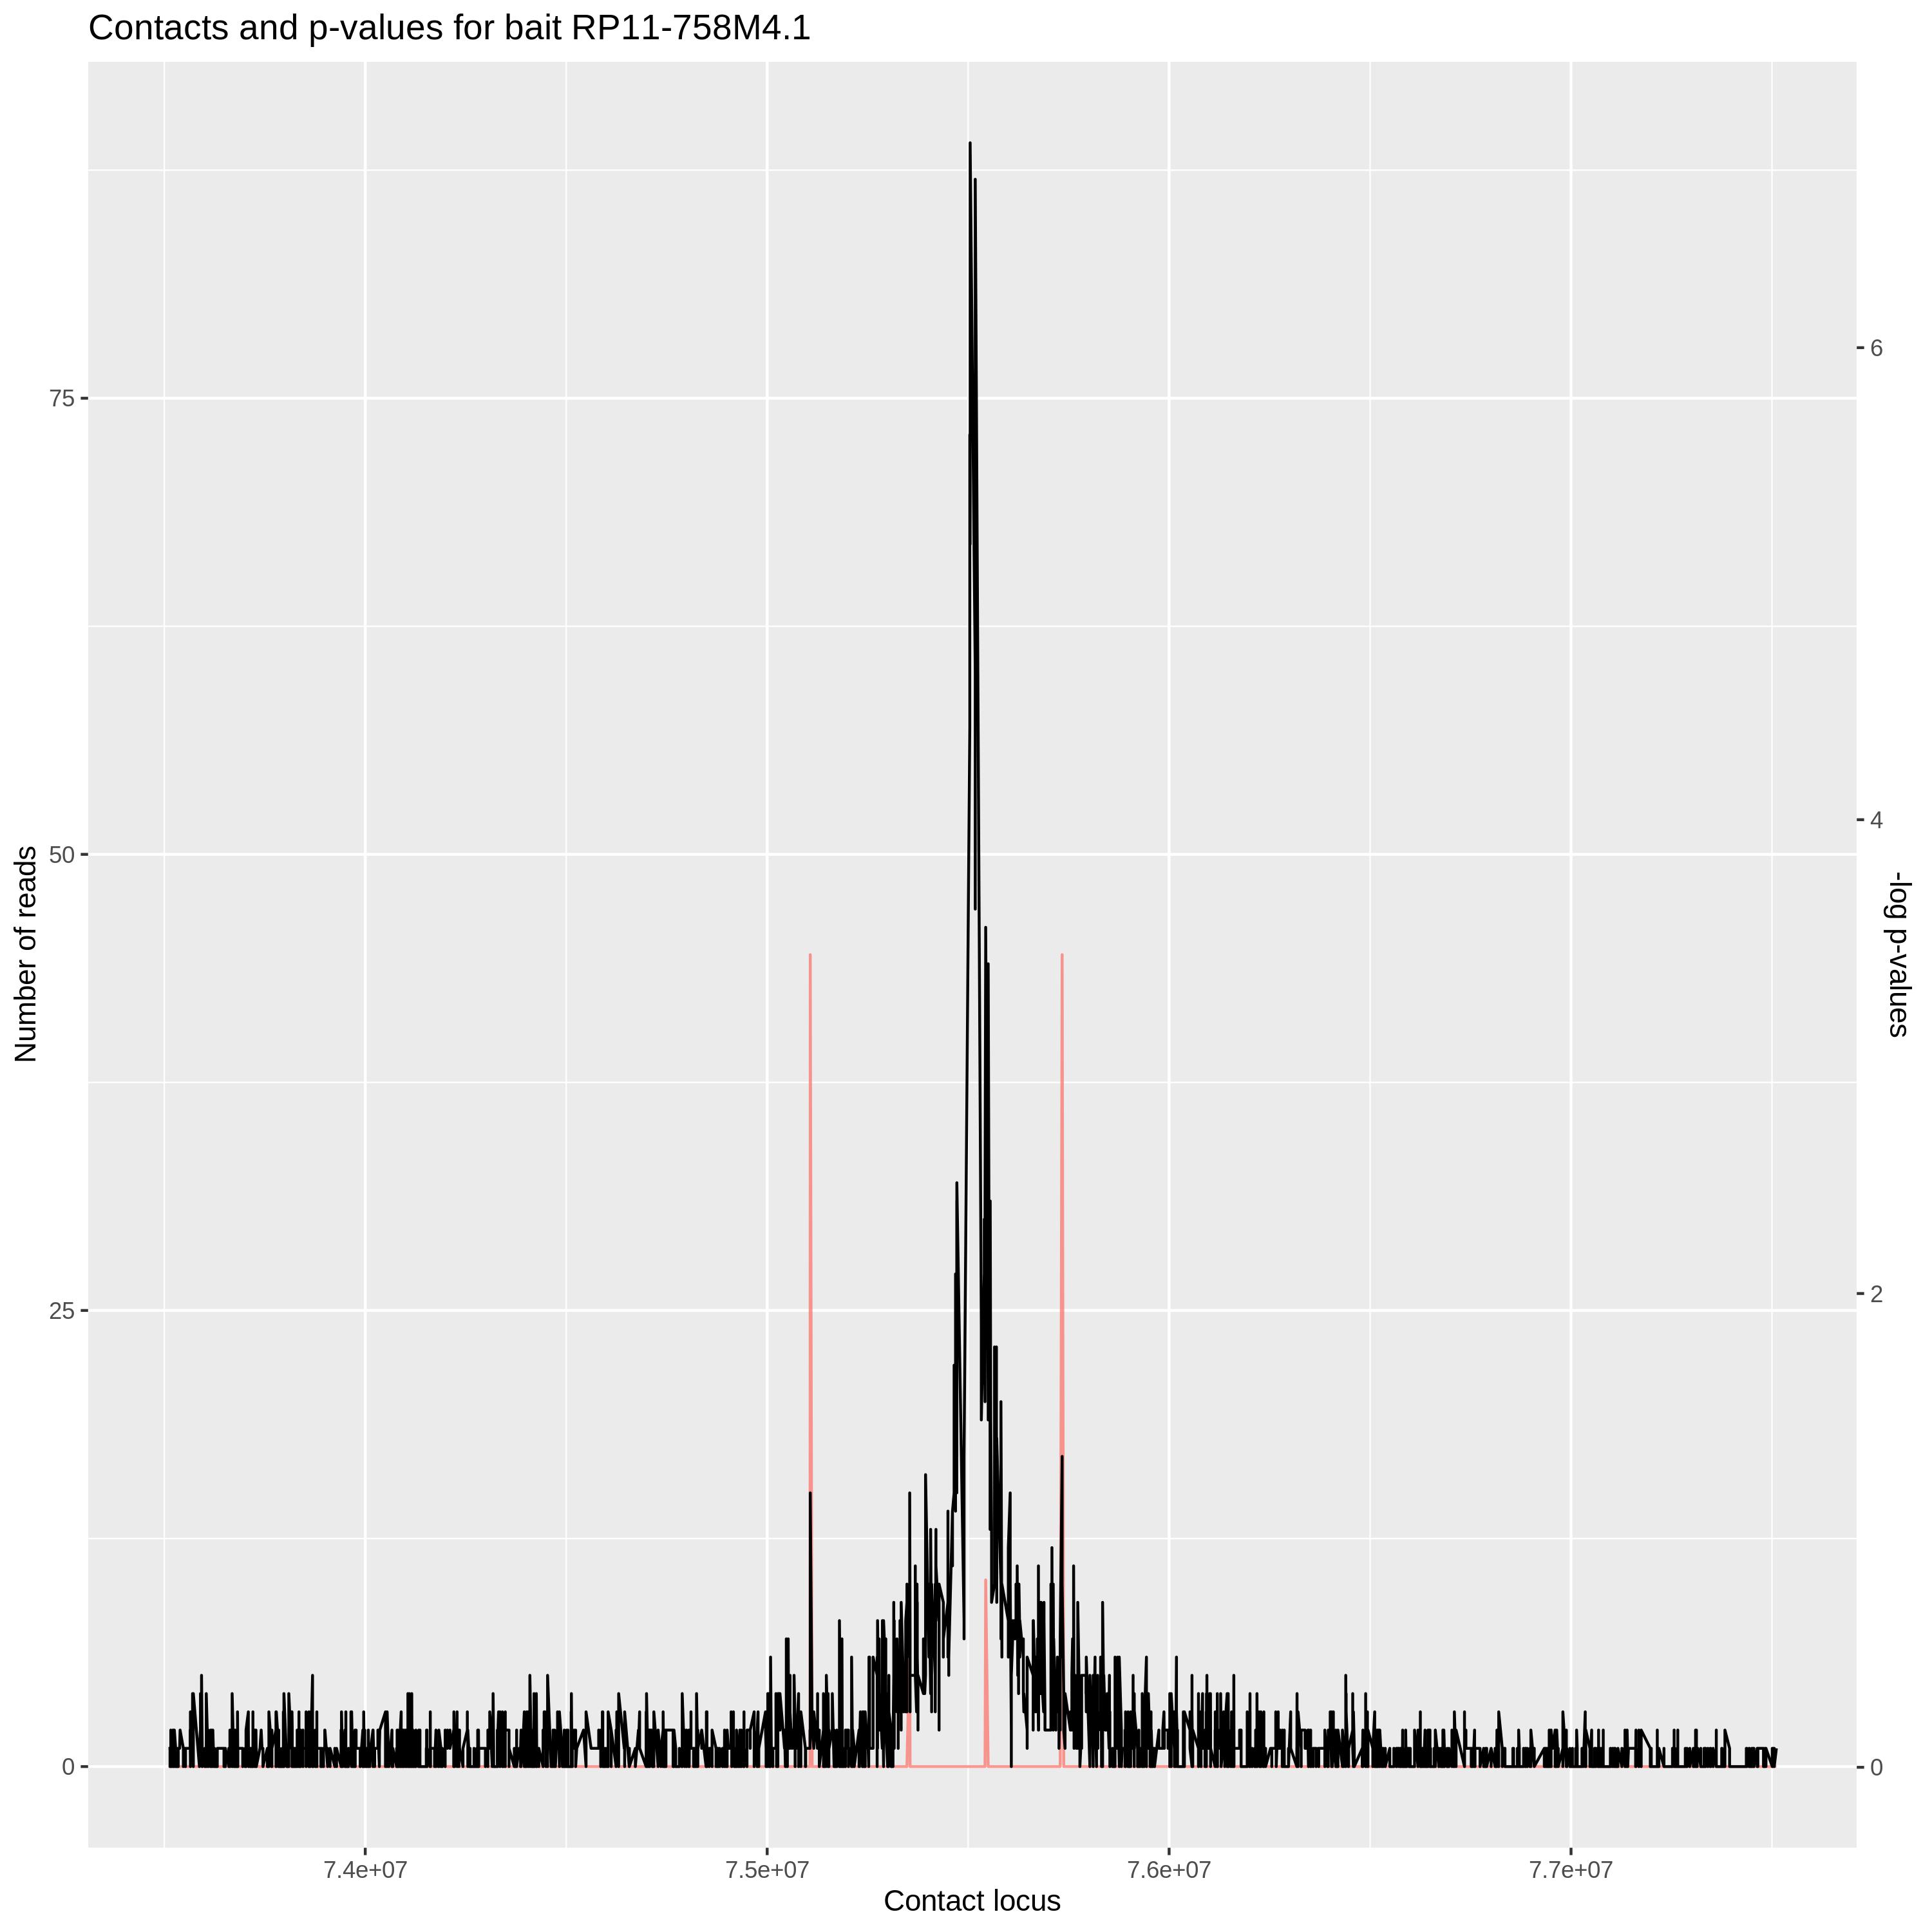 Contacts and p-values for bait RP11-758M4.1
75
50
25
0
6
4
2
0
Number of reads
-log p-values
7.4e+07 7.5e+07 7.6e+07 7.7e+07
Contact locus